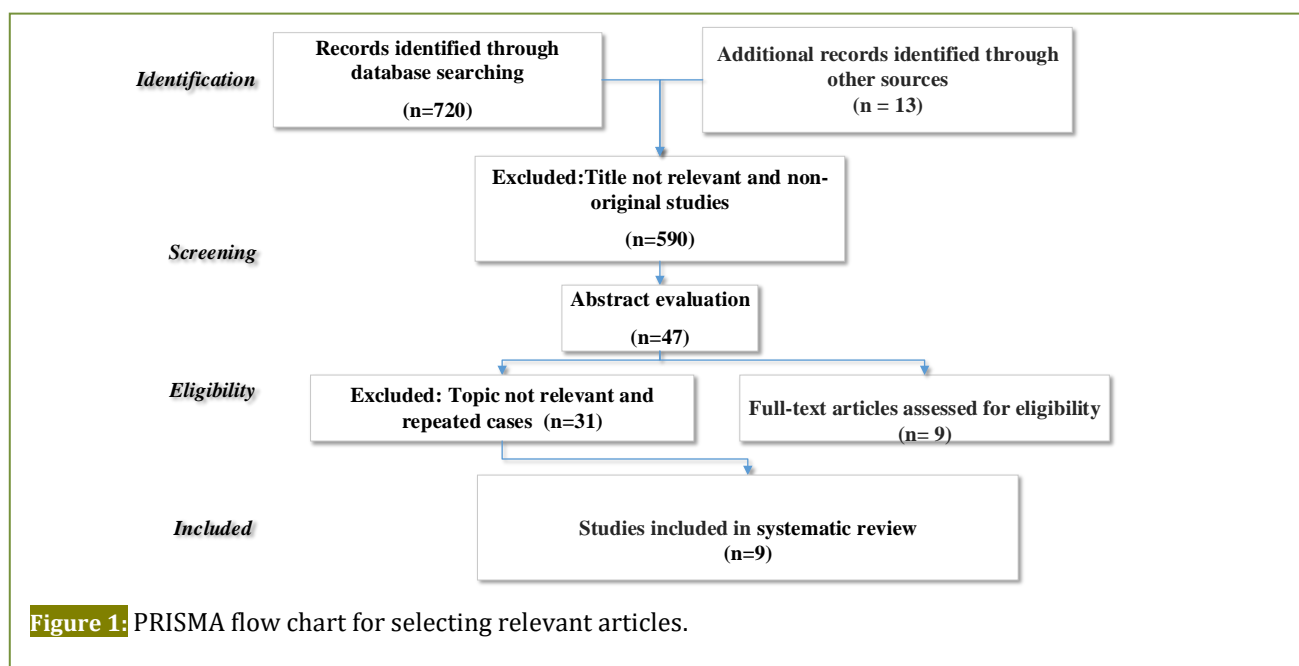 Records identified through
database searching
(n=720)
Additional records identified through
other sources
(n = 13)
Identification
Excluded:Title not relevant and non-
original studies
(n=590)
Screening
Abstract evaluation
(n=47)
Eligibility
Excluded: Topic not relevant and
repeated cases (n=31)
Full-text articles assessed for eligibility
(n= 9)
Included
Studies included in systematic review
(n=9)
Figure 1: PRISMA flow chart for selecting relevant articles.